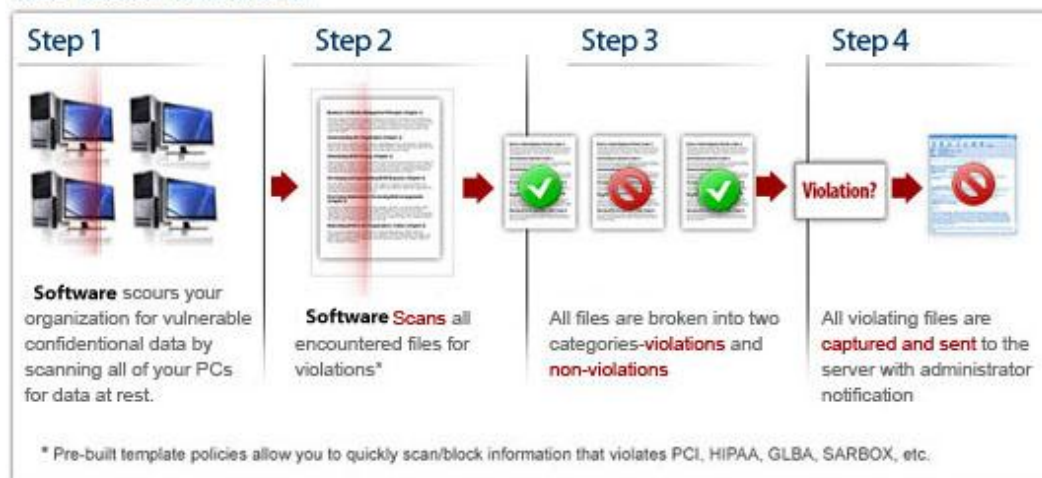 Step 1
Step 2
Step 3
Step 4
Violation?
Software scours your
organization for vulnerable
confidentional data by
scanning all of your PCs
for data at rest.
Software Scans all
encountered files for
violations*
All files are broken into two
categories-violations and
non-violations
All violating files are
captured and sent to the
server with administrator
notification
* Pre-built template policies allow you to quickly scan/block information that violates PCI, HIPAA, GLBA, SARBOX, etc.